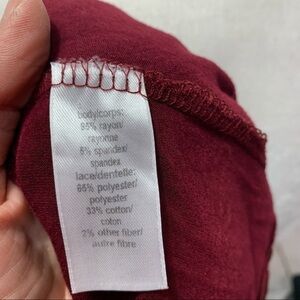 body/corps:
95% rayon/
rayonne
5% spandex/
spandex
lace/dentelle:
65% polyester/
polyester
33% cotton/
coton
2% other fiber/
autre fibre